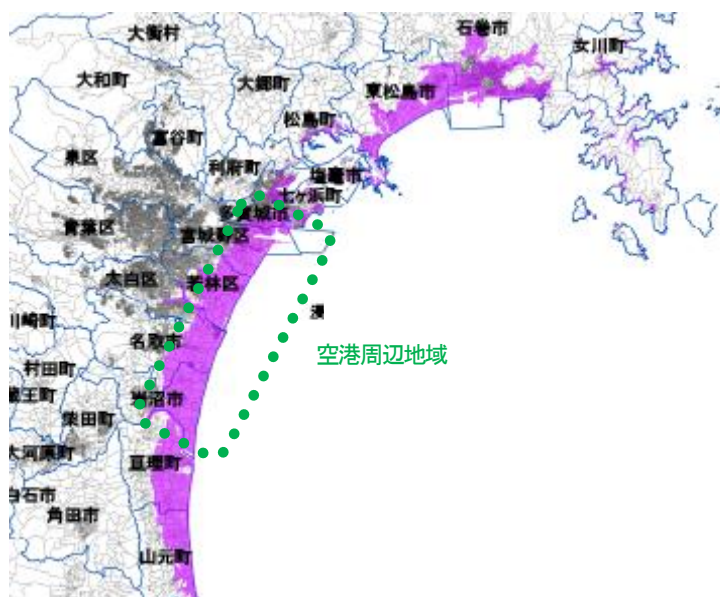 大衡村
石巻市
女川町
大和町
大郷町
東松島市
松島町
富谷町
泉区
利府町
塩竈市
七ヶ浜町
多賀城市
青葉区
宮城野区
太白区
若林区
川崎町
名取市
空港周辺地域
村田町
蔵王町
岩沼市
柴田町
大河原町
亘理町
白石市
角田市
山元町